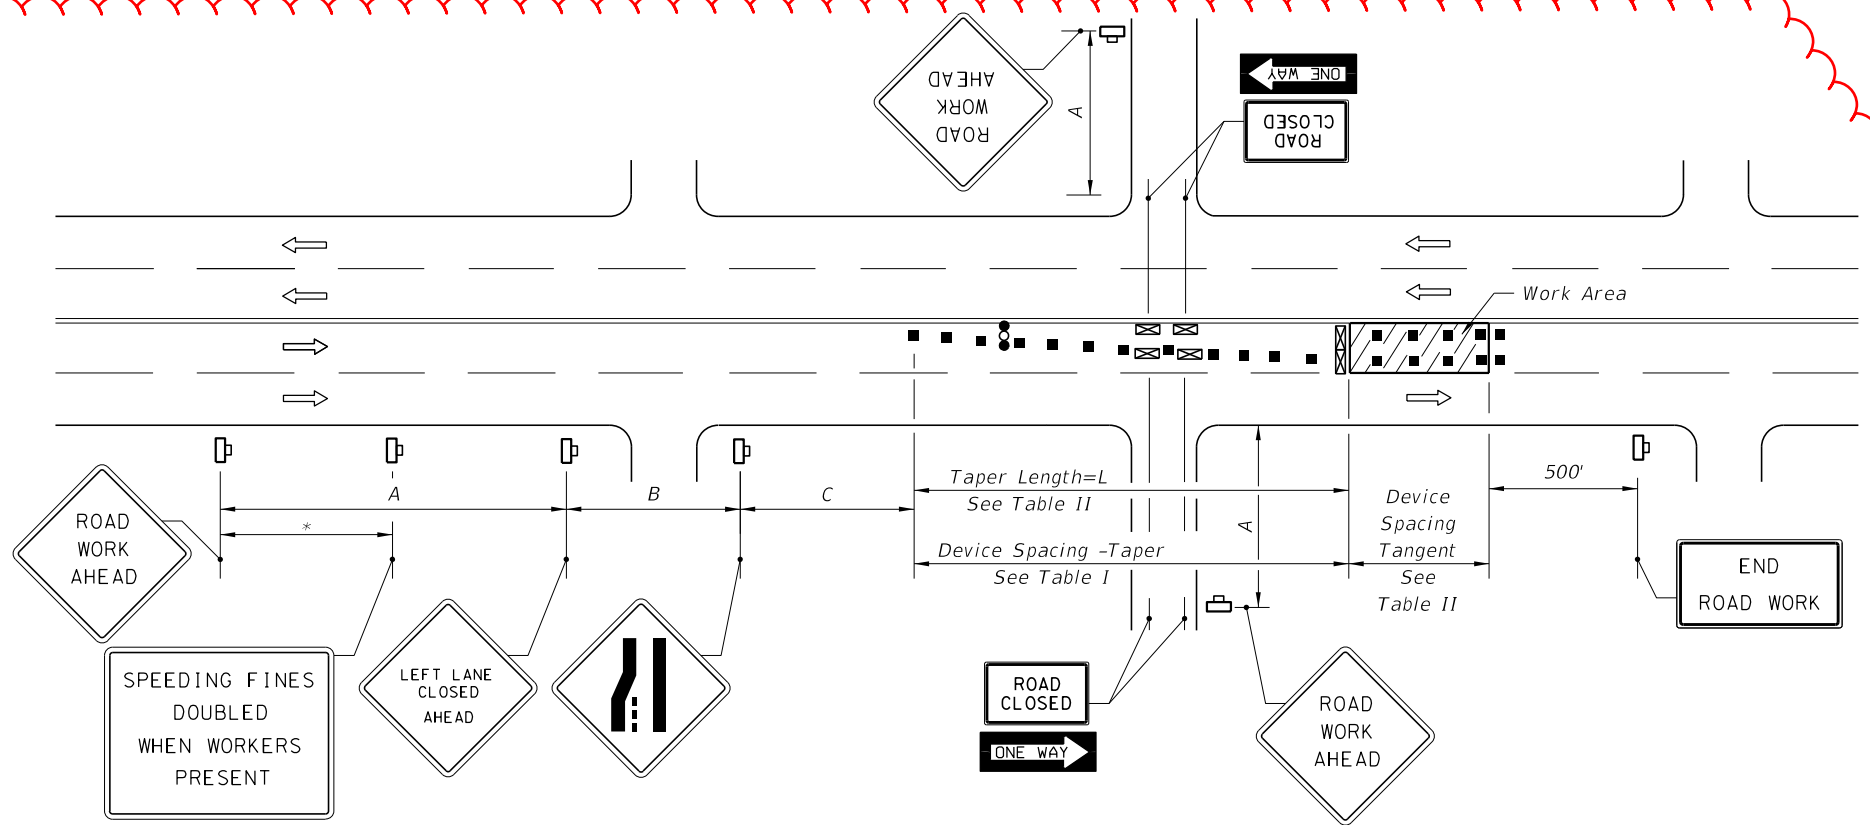 ROAD
WORK
AHEAD
A
ONE WAY
ROAD
CLOSED
Work Area
A
B
C
*
Taper Length=L
See Table II
Device Spacing -Taper
See Table I
A
Device
Spacing
Tangent
See
Table II
500'
ROAD
WORK
AHEAD
SPEEDING FINES
DOUBLED
WHEN WORKERS
PRESENT
LEFT LANE
CLOSED
AHEAD
ROAD
CLOSED
ONE WAY
ROAD
WORK
AHEAD
END
ROAD WORK